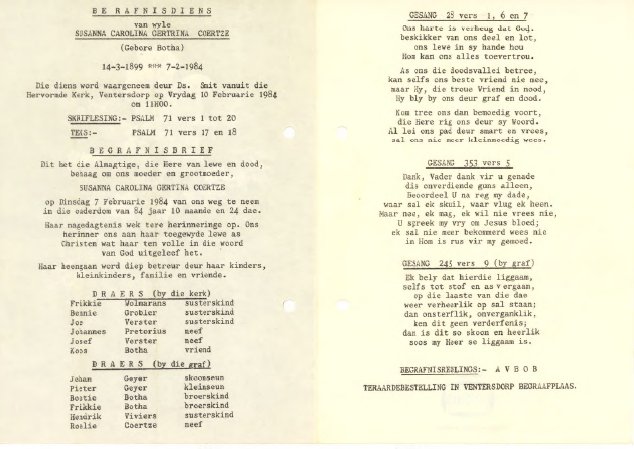 BE RAFNISDIENS
van wyle
SUSANNA CAROLINA GERTRINA COERTZE
(Gebore Botha)
14-3-1899 *** 7-2-1984
Die diens word waargeneem deur Ds. Smit vanuit die
Hervormde Kerk, Ventersdorp op Vrydag 10 Februarie 1984
om 11H00.
SKRIFLESING:- PSALM 71 vers 1 tot 20
TEKS:- PSALM 71 vers 17 en 18
BEGRAFNISBRIEF
Dit het die Almagtige, die Here van lewe en dood,
behaag om ons moeder en grootmoeder,
SUSANNA CAROLINA GERTINA COERTZE
op Dinsdag 7 Februarie 1984 van ons weg te neem
in die ouderdom van 84 jaar 10 maande en 24 dae.
Haar nagedagtenis wek tere herinneringe op. Ons
herinner ons aan haar toegewyde lewe as
Christen wat haar ten volle in die woord
van God uitgeleef het.
Haar heengaan word diep betreur deur haar kinders,
kleinkinders, familie en vriende.
DRAERS (by die kerk)
Frikkie Wolmarans susterskind
Bennie Grobler susterskind
Jos Verster susterskind
Johannes Pretorius neef
Josef Verster neef
Koos Botha vriend
DRAERS (by die graf)
Johan Geyer skoonseun
Pieter Geyer kleinseun
Bostie Botha broerskind
Frikkie Botha broerskind
Hendrik Viviers susterskind
Roelie Coertze neef
GESANG 28 vers 1, 6 en 7
Ons harte is verheug dat God,
beskikker van ons deel en lot,
ons lewe in sy hande hou
Hom kan ons alles toevertrou.
As ons die doodsvallei betree,
kan selfs ons beste vriend nie mee,
maar Hy, die troue Vriend in nood,
Hy bly by ons deur graf en dood.
Kom tree ons dan bemoedig voort,
die Here rig ons deur sy Woord.
Al lei ons pad deur smart en vrees,
sal ons nie meer kleinmoedig wees.
GESANG 353 vers 5
Dank, Vader dank vir u genade
dis onverdiende guns alleen,
Beoordeel U na reg my dade,
waar sal ek skuil, waar vlug ek heen.
Maar nee, ek mag, ek wil nie vrees nie,
U spreek my vry om Jesus bloed;
ek sal nie meer bekommerd wees nie
in Hom is rus vir my gemoed.
GESANG 245 vers 9 (by graf)
Ek bely dat hierdie liggaam,
selfs tot stof en as vergaan,
op die laaste van die dae
weer verheerlik op sal staan;
dan onsterflik, onverganklik,
ken dit geen verderfenis;
dan is dit so skoon en heerlik
soos my Heer se liggaam is.
BEGRAFNISREëLINGS:- A V B O B
TERAARDEBESTELLING IN VENTERSDORP BEGRAAFPLAAS.